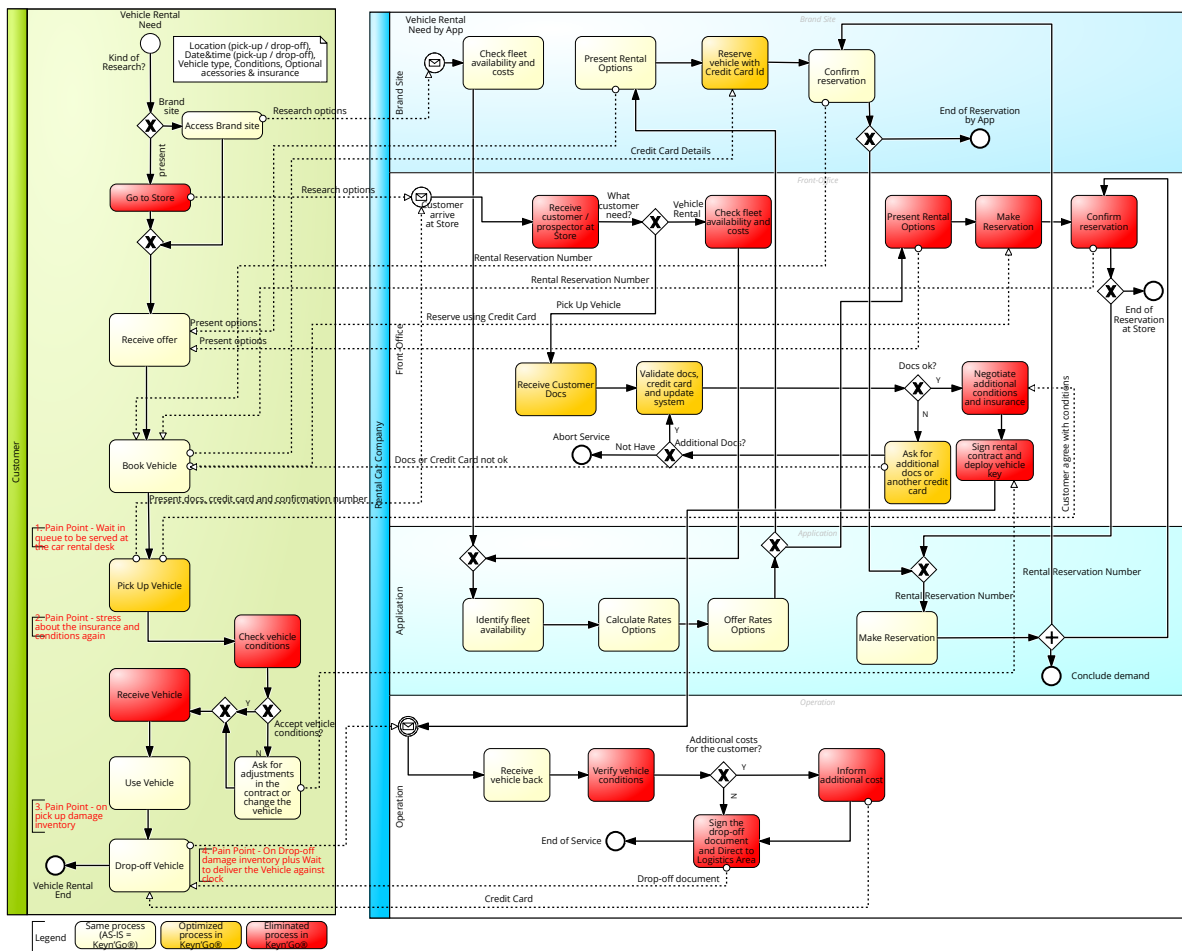 Vehicle Rental
Need
Kind of
Research?
Location (pick-up / drop-off),
Date&time (pick-up / drop-off),
Vehicle type, Conditions, Optional
acessories & insurance
Brand
site
Access Brand site
Research options
present
Go to Store
Research options
Receive offer
Present options
Present options
Book Vehicle
Present docs, credit card and confirmation number
1. Pain Point - Wait in
queue to be served at
the car rental desk
Pick Up Vehicle
2. Pain Point - stress
about the insurance and
conditions again
Check vehicle
conditions
Receive Vehicle
Y
Accept vehicle
conditions?
N
Use Vehicle
Ask for
adjustments
in the
contract or
change the
vehicle
3. Pain Point - on
pick up damage
inventory
Drop-off Vehicle
4. Pain Point - On Drop-off
damage inventory plus Wait
to deliver the Vehicle against
clock
Vehicle Rental
End
Customer
Rental Car Company
Brand Site
Brand Site
Vehicle Rental
Need by App
Check fleet
availability and
costs
Present Rental
Options
Reserve
vehicle with
Credit Card Id
Confirm
reservation
End of Reservation
by App
Credit Card Details
Front-Office
Front-Office
Customer
arrive
at Store
Receive
customer /
prospector at
Store
What
customer
need?
Vehicle
Rental
Check fleet
availability and
costs
Present Rental
Options
Make
Reservation
Confirm
reservation
Rental Reservation Number
Rental Reservation Number
Pick Up Vehicle
Reserve using Credit Card
End of
Reservation
at Store
Receive Customer
Docs
Validate docs,
credit card
and update
system
Docs ok?
Y
N
Negotiate
additional
conditions
and insurance
Customer agree with conditions
Abort Service
Not Have
Y
Additional Docs?
Ask for
additional
docs or
another credit
card
Sign rental
contract and
deploy vehicle
key
Docs or Credit Card not ok
Application
Application
Identify fleet
availability
Calculate Rates
Options
Offer Rates
Options
Rental Reservation Number
Rental Reservation Number
Make Reservation
Conclude demand
Operation
Operation
Receive
vehicle back
Verify vehicle
conditions
Additional costs
for the customer?
Y
N
Inform
additional cost
End of Service
Sign the
drop-off
document
and Direct to
Logistics Area
Drop-off document
Credit Card
Legend
Same process
(AS-IS =
Keyn'Go®)
Optimized
process in
Keyn'Go®
Eliminated
process in
Keyn'Go®